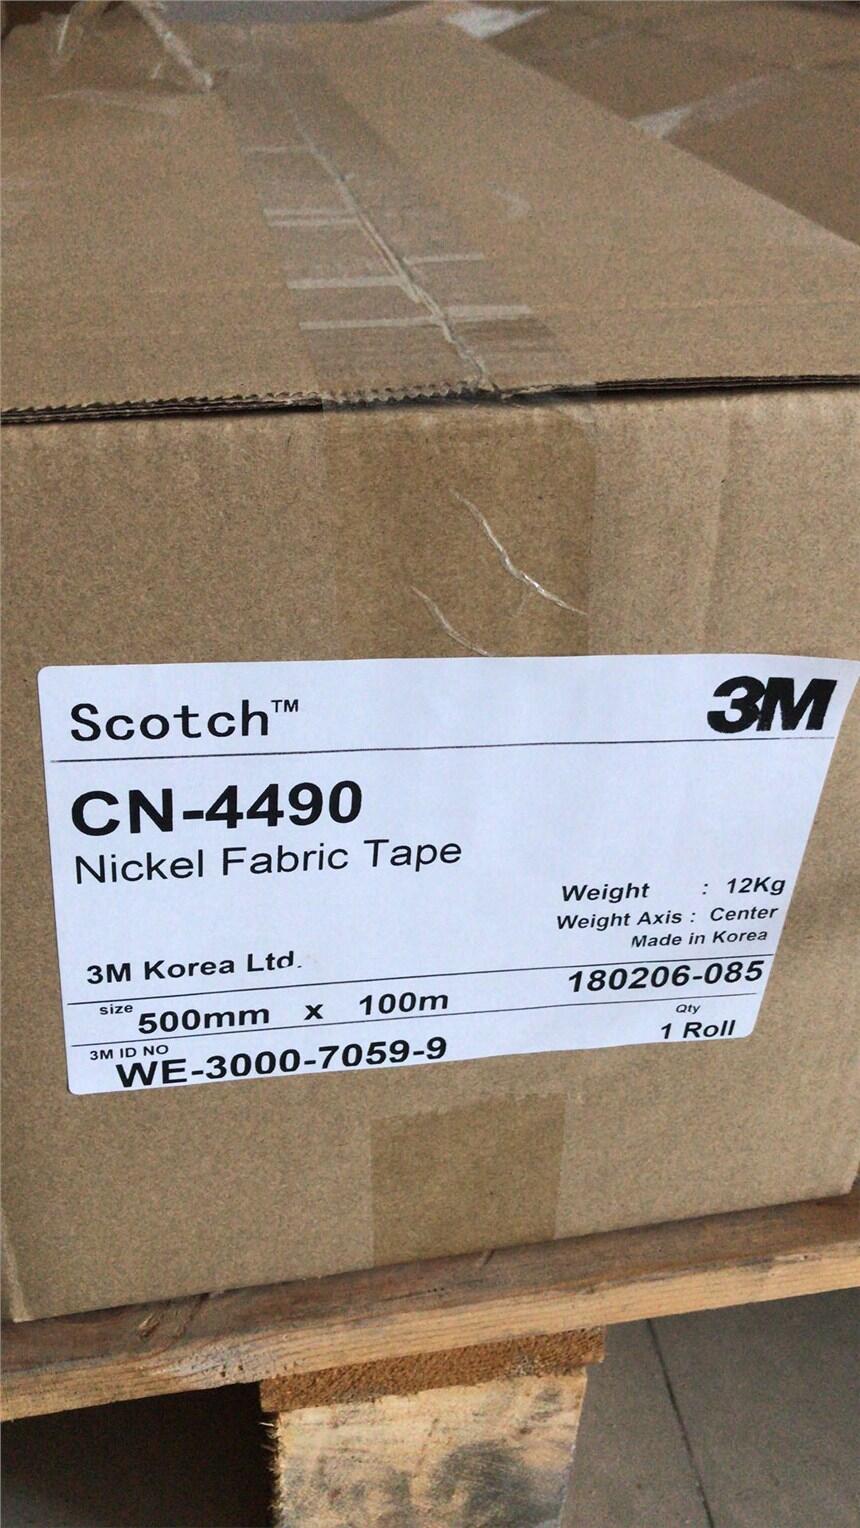 Scotch™ 3M
CN-4490
Nickel Fabric Tape
Weight : 12Kg
Weight Axis : Center
Made in Korea
3M Korea Ltd.
180206-085
size 500mm x 100m
Qty
1 Roll
3M ID NO
WE-3000-7059-9